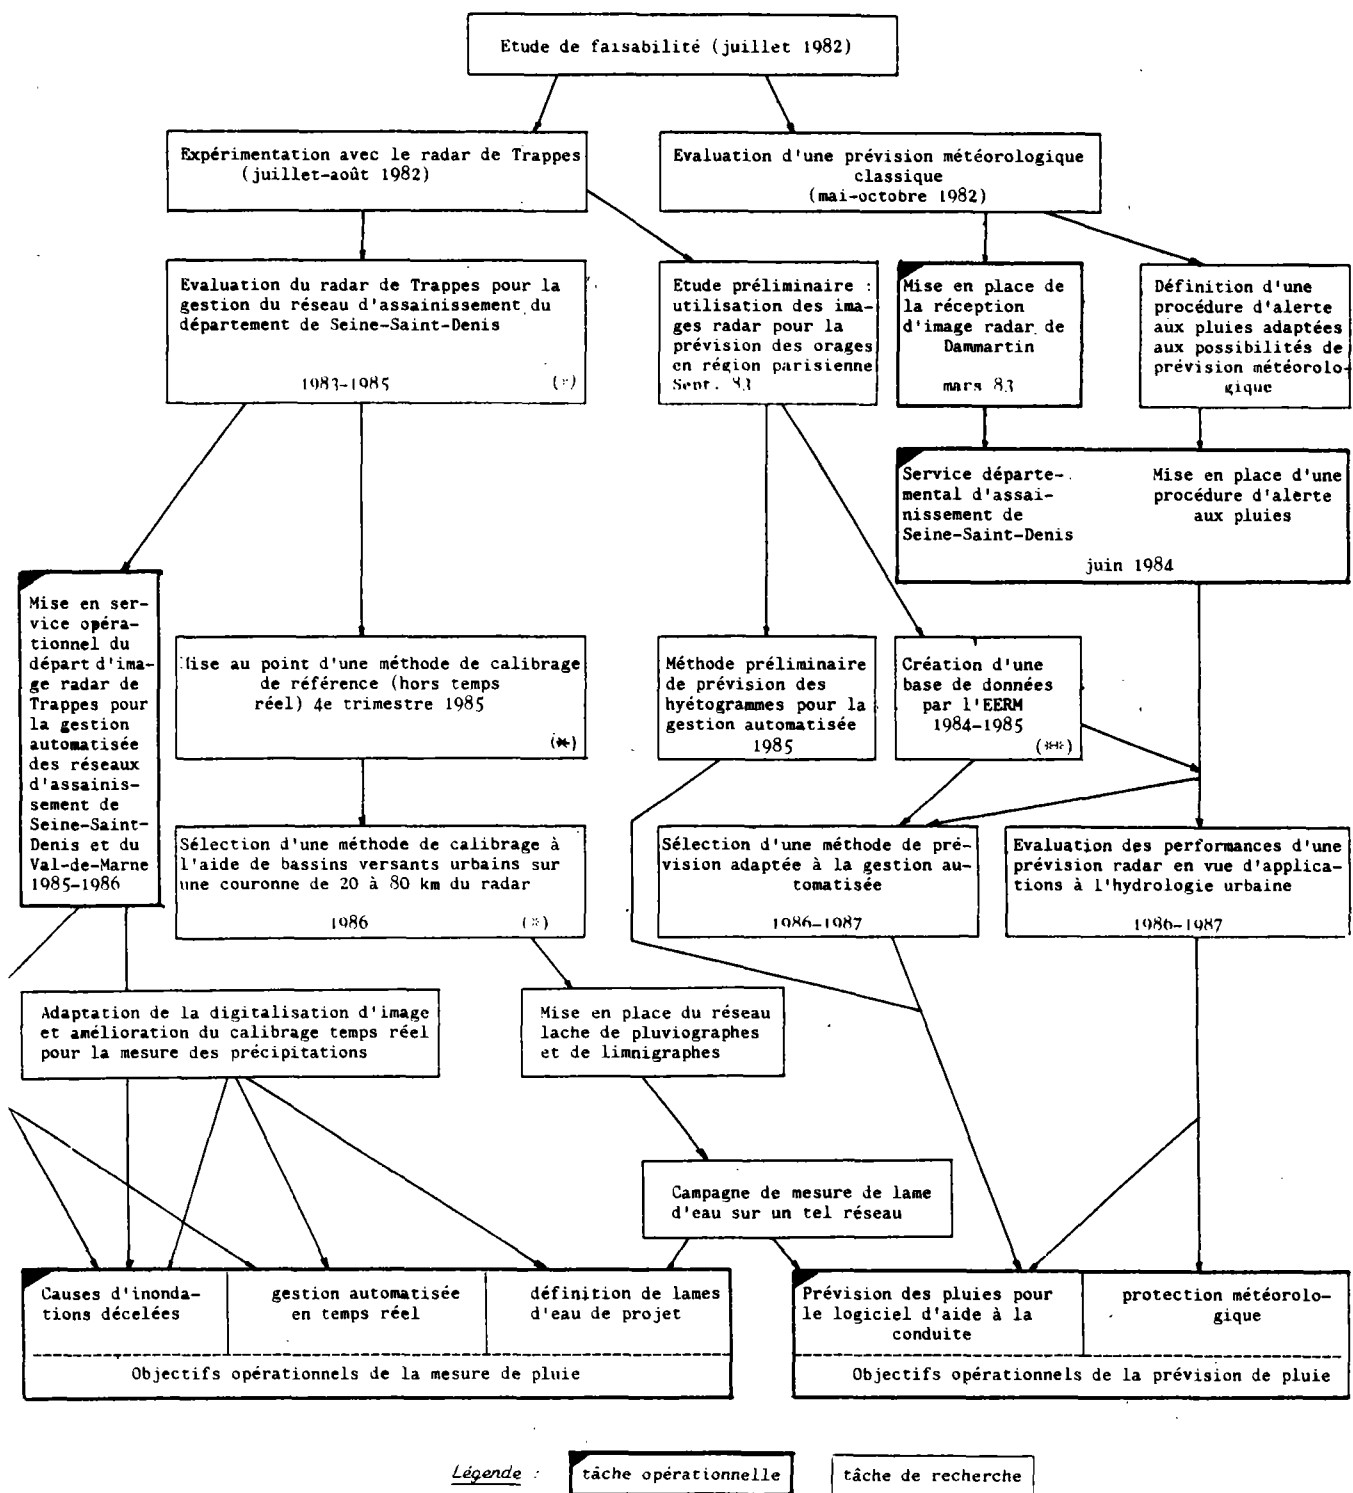 Etude de faisabilité (juillet 1982)
Expérimentation avec le radar de Trappes
(juillet-août 1982)
Evaluation d'une prévision météorologique
classique
(mai-octobre 1982)
Evaluation du radar de Trappes pour la
gestion du réseau d'assainissement du
département de Seine-Saint-Denis
1983-1985 (*)
Etude préliminaire :
utilisation des ima-
ges radar pour la
prévision des orages
en région parisienne
Sept. 83
Mise en place de
la réception
d'image radar de
Dammartin
mars 83
Définition d'une
procédure d'alerte
aux pluies adaptées
aux possibilités de
prévision météorolo-
gique
Service départe-
mental d'assai-
nissement de
Seine-Saint-Denis
Mise en place d'une
procédure d'alerte
aux pluies
juin 1984
Mise en ser-
vice opéra-
tionnel du
départ d'ima-
ge radar de
Trappes pour
la gestion
automatisée
des réseaux
d'assainis-
sement de
Seine-Saint-
Denis et du
Val-de-Marne
1985-1986
Mise au point d'une méthode de calibrage
de référence (hors temps
réel) 4e trimestre 1985
(*)
Méthode préliminaire
de prévision des
hyétogrammes pour la
gestion automatisée
1985
Création d'une
base de données
par l'EERM
1984-1985
(**)
Sélection d'une méthode de calibrage à
l'aide de bassins versants urbains sur
une couronne de 20 à 80 km du radar
1986 (*)
Sélection d'une méthode de pré-
vision adaptée à la gestion au-
tomatisée
1986-1987
Evaluation des performances d'une
prévision radar en vue d'applica-
tions à l'hydrologie urbaine
1986-1987
Adaptation de la digitalisation d'image
et amélioration du calibrage temps réel
pour la mesure des précipitations
Mise en place du réseau
lache de pluviographes
et de limnigraphes
Campagne de mesure de lame
d'eau sur un tel réseau
Causes d'inonda-
tions décelées
gestion automatisée
en temps réel
définition de lames
d'eau de projet
Objectifs opérationnels de la mesure de pluie
Prévision des pluies pour
le logiciel d'aide à la
conduite
protection météorolo-
gique
Objectifs opérationnels de la prévision de pluie
Légende :
tâche opérationnelle
tâche de recherche